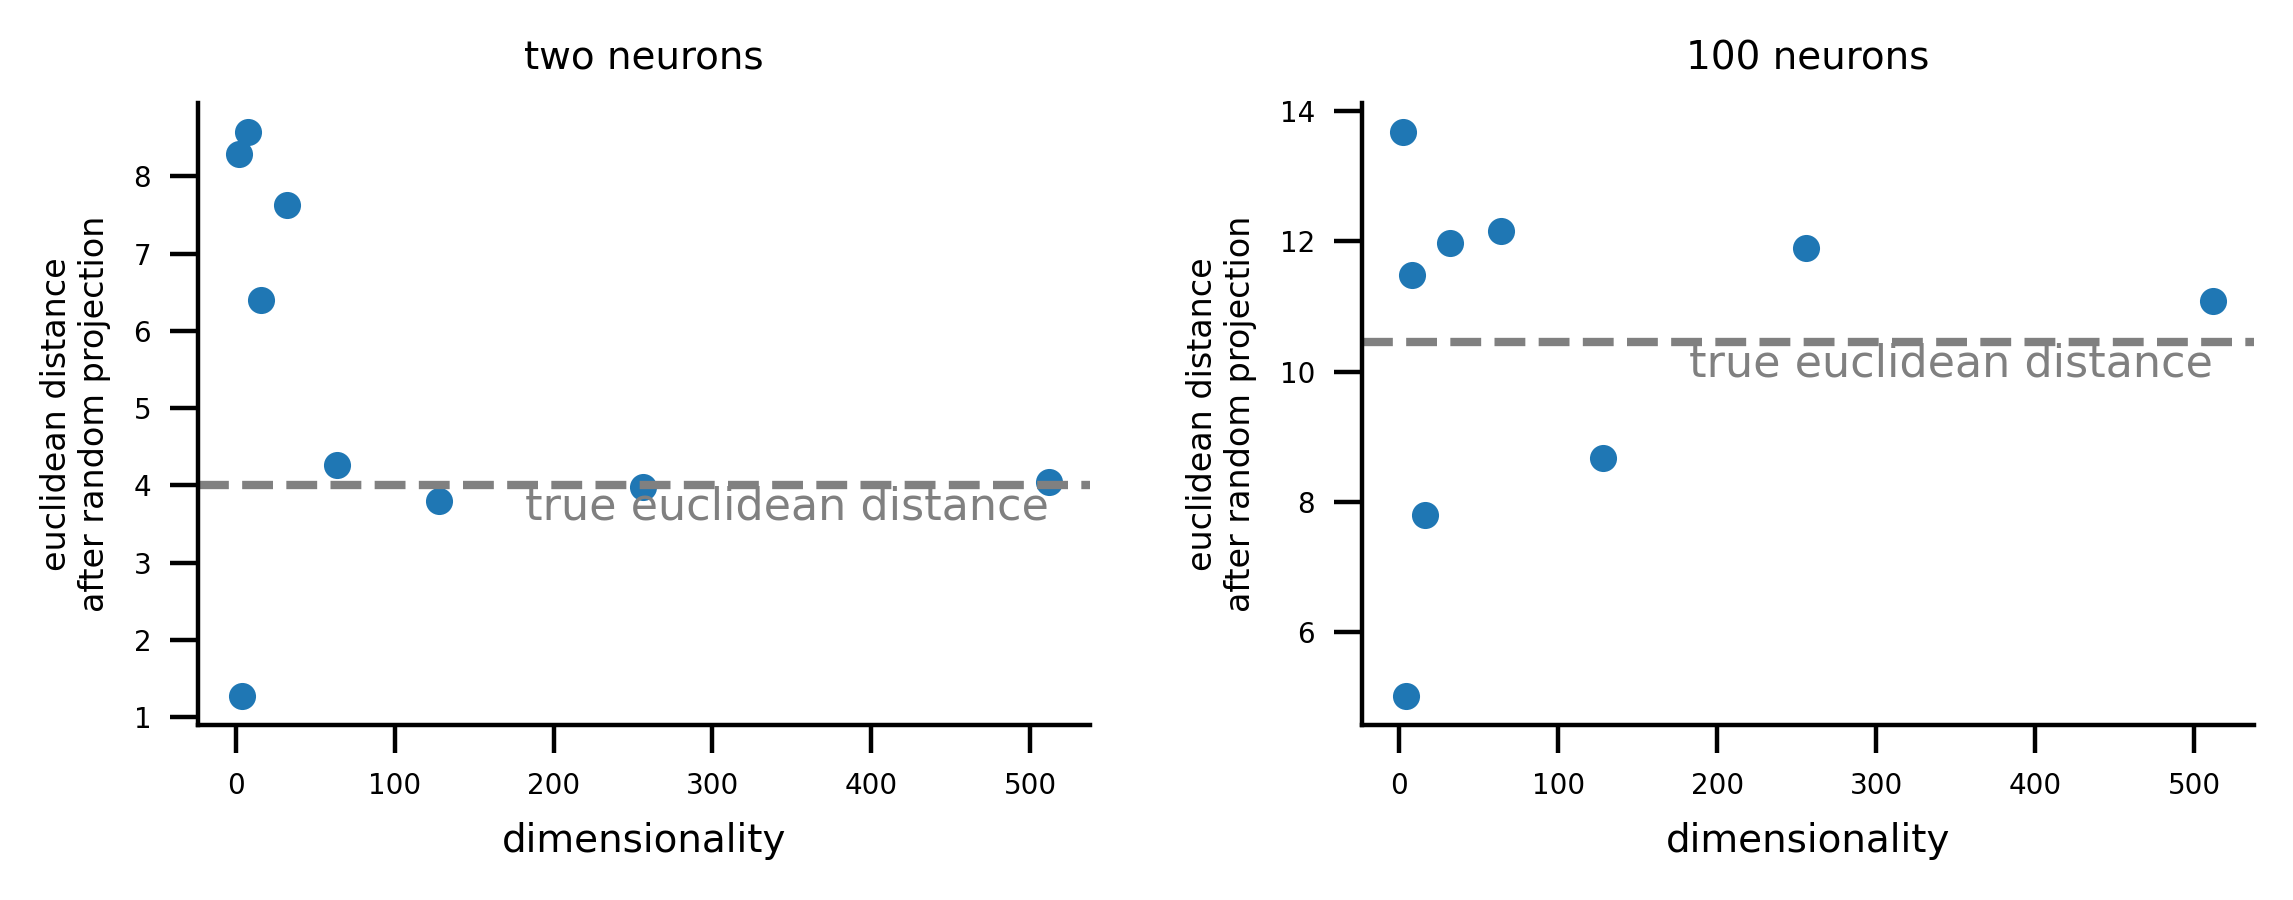 two neurons
8
7
6
5
4
3
2
1
euclidean distance
after random projection
true euclidean distance
0 100 200 300 400 500
dimensionality
100 neurons
14
12
10
8
6
euclidean distance
after random projection
true euclidean distance
0 100 200 300 400 500
dimensionality